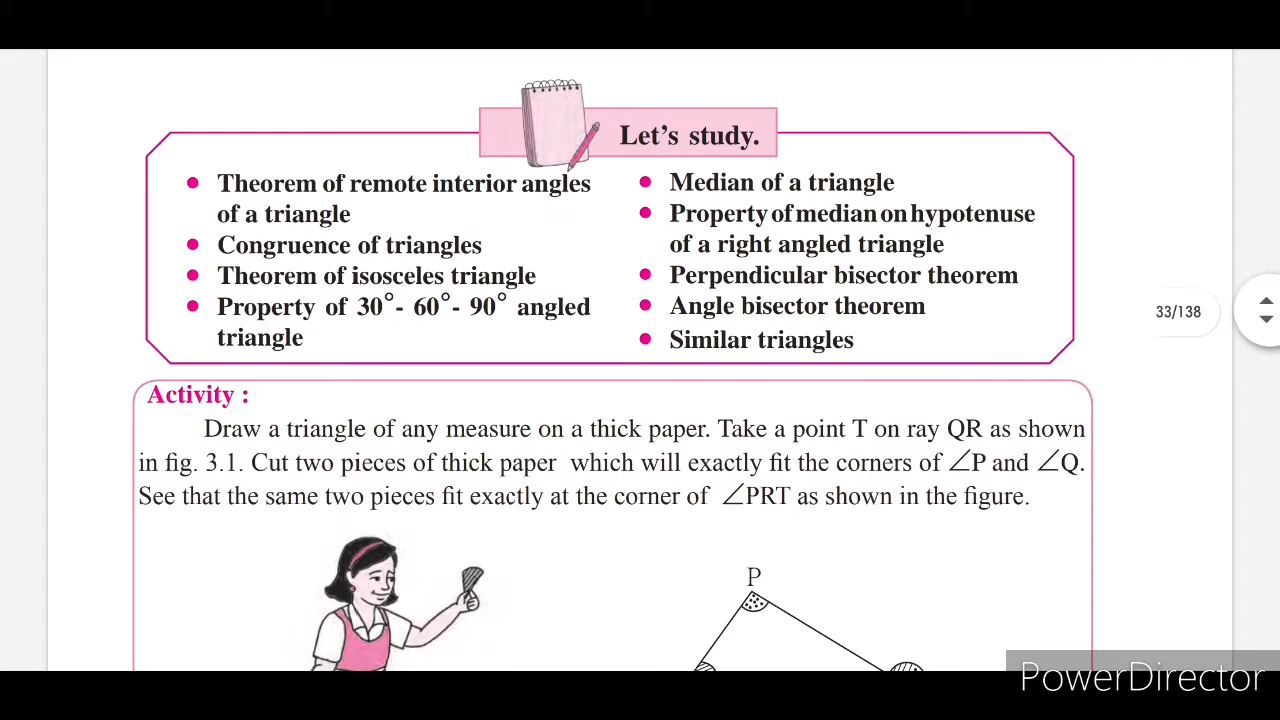 Let's study.
• Theorem of remote interior angles
of a triangle
• Congruence of triangles
• Theorem of isosceles triangle
• Property of 30°- 60°- 90° angled
triangle
• Median of a triangle
• Property of median on hypotenuse
of a right angled triangle
• Perpendicular bisector theorem
• Angle bisector theorem
• Similar triangles
33/138
Activity :
Draw a triangle of any measure on a thick paper. Take a point T on ray QR as shown
in fig. 3.1. Cut two pieces of thick paper which will exactly fit the corners of ∠P and ∠Q.
See that the same two pieces fit exactly at the corner of ∠PRT as shown in the figure.
P
PowerDirector